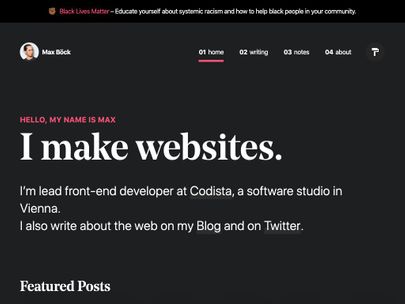 Black Lives Matter – Educate yourself about systemic racism and how to help black people in your community.
Max Böck
01 home 02 writing 03 notes 04 about
HELLO, MY NAME IS MAX
I make websites.
I'm lead front-end developer at Codista, a software studio in
Vienna.
I also write about the web on my Blog and on Twitter.
Featured Posts